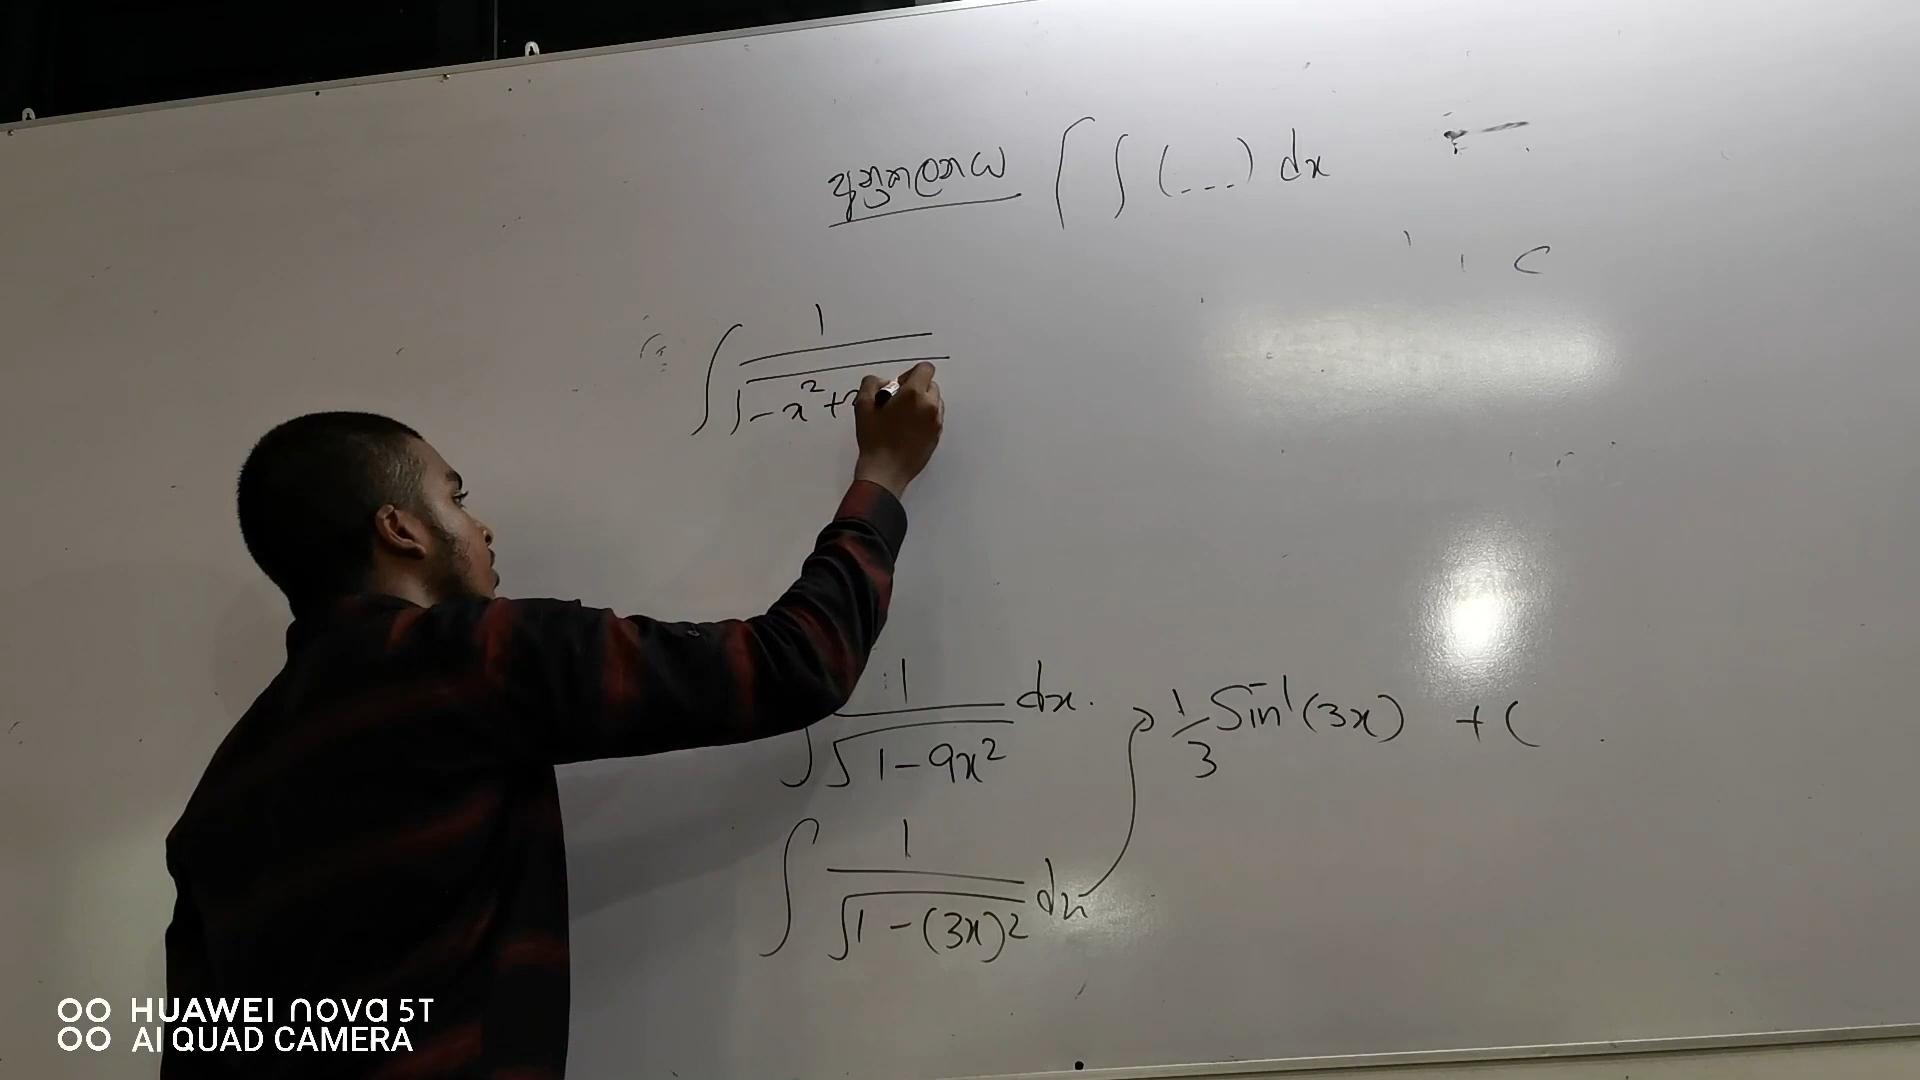 අනුකලනය ∫ (...) dx
C
∫ 1/√(-x²+
∫ 1/√(1-9x²) dx. 1/3 Sin⁻¹(3x) + C
∫ 1/√(1-(3x)²) dx
HUAWEI nova 5T
AI QUAD CAMERA